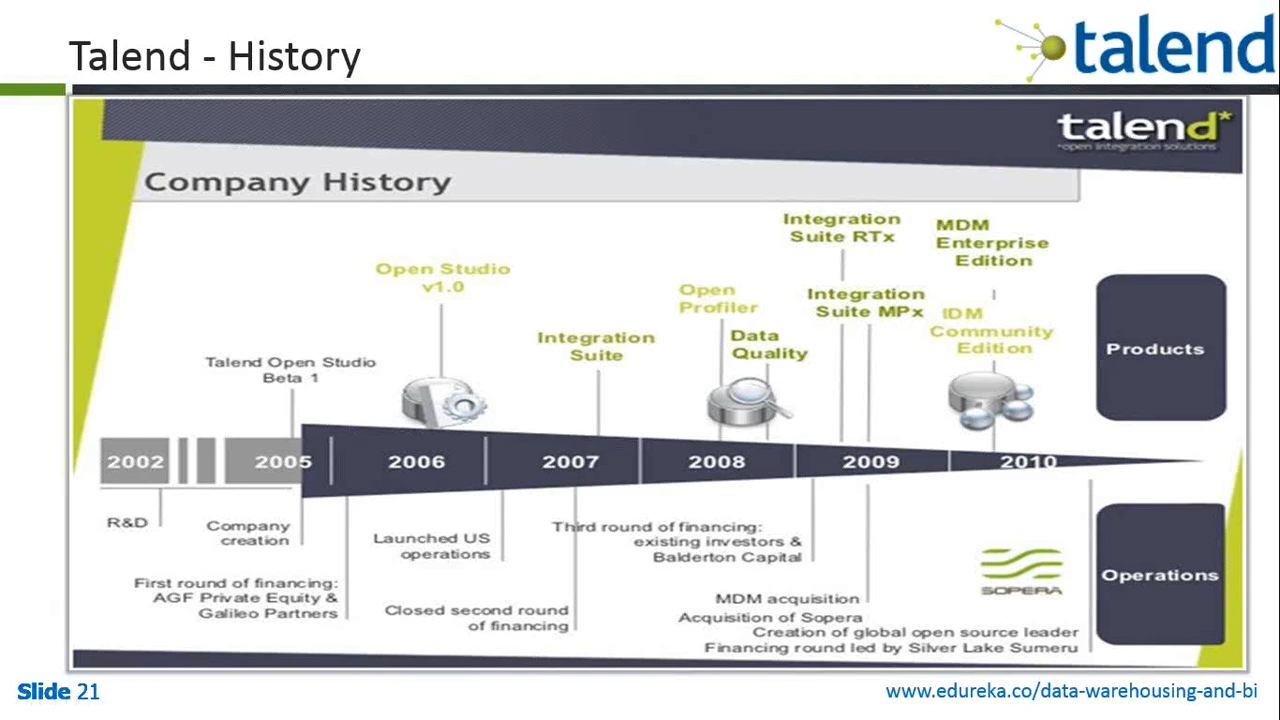 Talend - History
talend
talend*
*open integration solutions
Company History
Integration
Suite RTx
MDM
Enterprise
Edition
Open Studio
v1.0
Open
Profiler
Integration
Suite MPx
IDM
Community
Edition
Integration
Suite
Data
Quality
Products
Talend Open Studio
Beta 1
2002
2005
2006
2007
2008
2009
2010
R&D
Company
creation
Launched US
operations
Third round of financing:
existing investors &
Balderton Capital
First round of financing:
AGF Private Equity &
Galileo Partners
Closed second round
of financing
MDM acquisition
Acquisition of Sopera
Creation of global open source leader
Financing round led by Silver Lake Sumeru
SOPERA
Operations
Slide 21
www.edureka.co/data-warehousing-and-bi